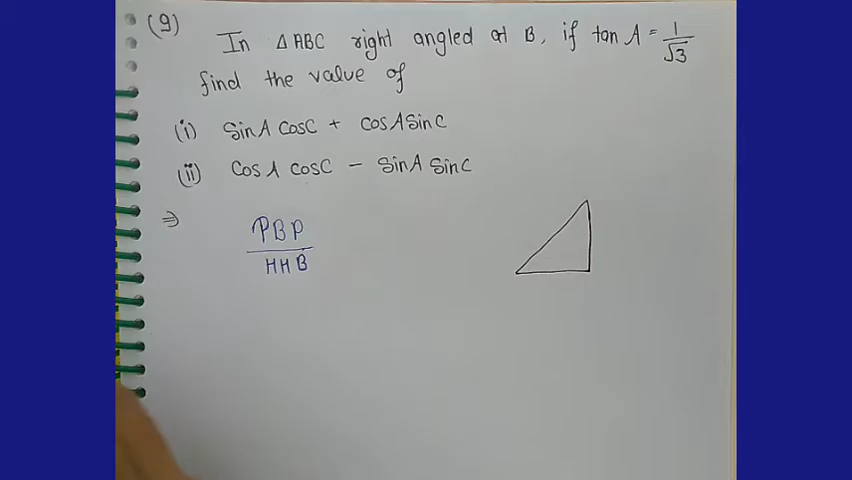 (9) In △ABC right angled at B, if tan A = 1/√3
find the value of
(i) SinA CosC + CosA SinC
(ii) CosA CosC − SinA SinC
⇒ PBP
HHB